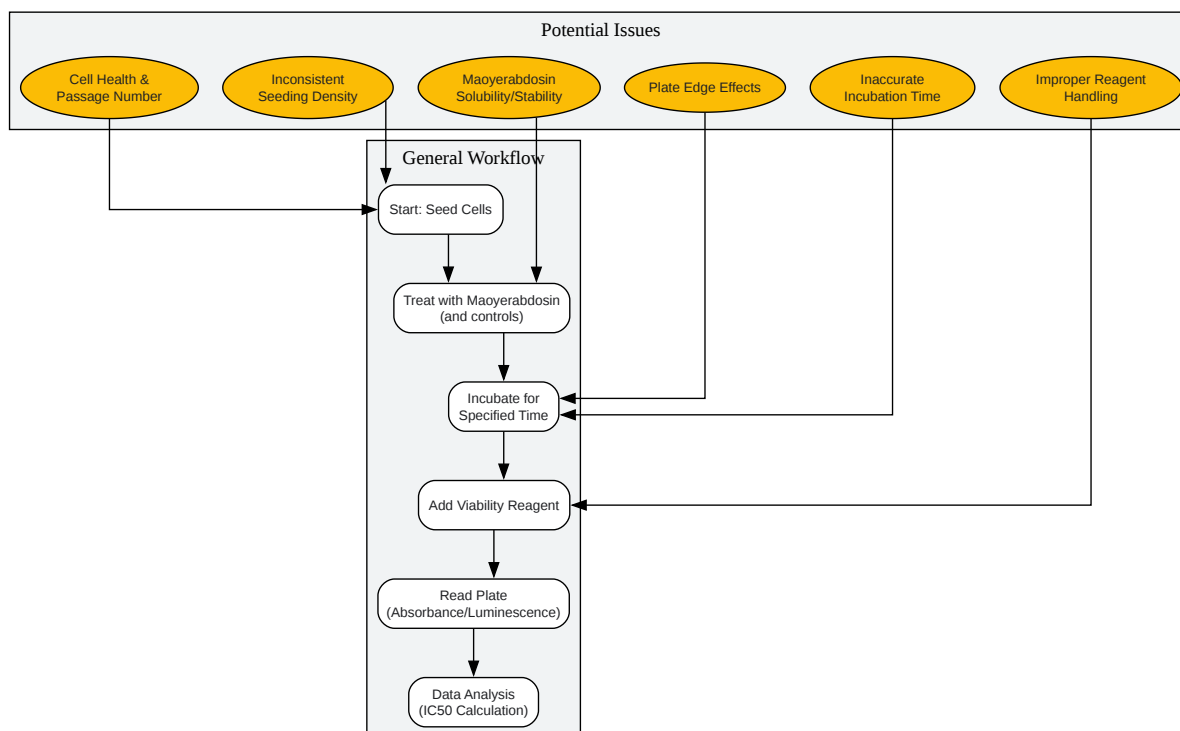 Potential Issues
Cell Health &
Passage Number
Inconsistent
Seeding Density
Maoyerabdosin
Solubility/Stability
Plate Edge Effects
Inaccurate
Incubation Time
Improper Reagent
Handling
General Workflow
Start: Seed Cells
Treat with Maoyerabdosin
(and controls)
Incubate for
Specified Time
Add Viability Reagent
Read Plate
(Absorbance/Luminescence)
Data Analysis
(IC50 Calculation)